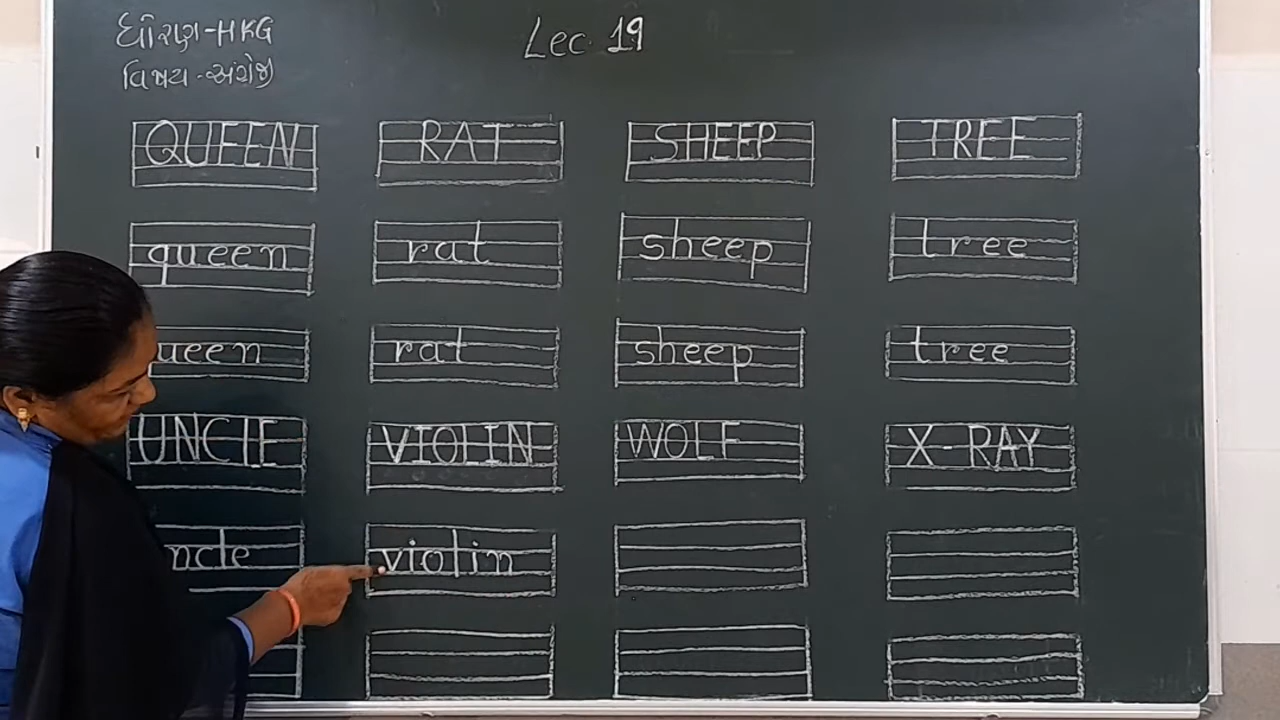 ધોરણ-HKG
વિષય-અંગ્રેજી
Lec. 19
QUEEN RAT SHEEP TREE
queen rat sheep tree
ueen rat sheep tree
UNCLE VIOLIN WOLF X-RAY
ncle violin